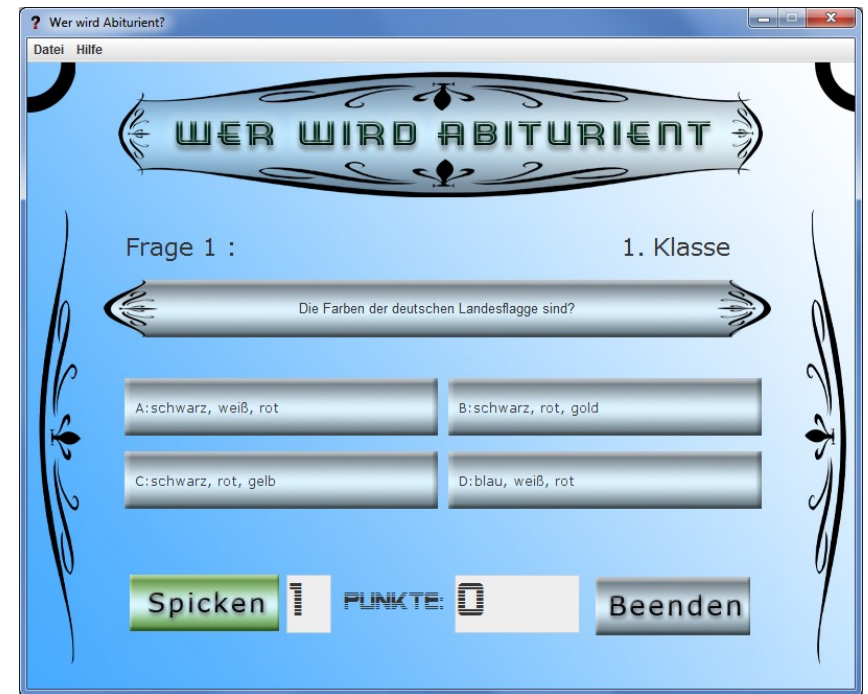 ? Wer wird Abiturient?
Datei Hilfe
WER WIRD ABITURIENT
Frage 1 : 1. Klasse
Die Farben der deutschen Landesflagge sind?
A:schwarz, weiß, rot B:schwarz, rot, gold
C:schwarz, rot, gelb D:blau, weiß, rot
Spicken 1 PUNKTE: 0 Beenden